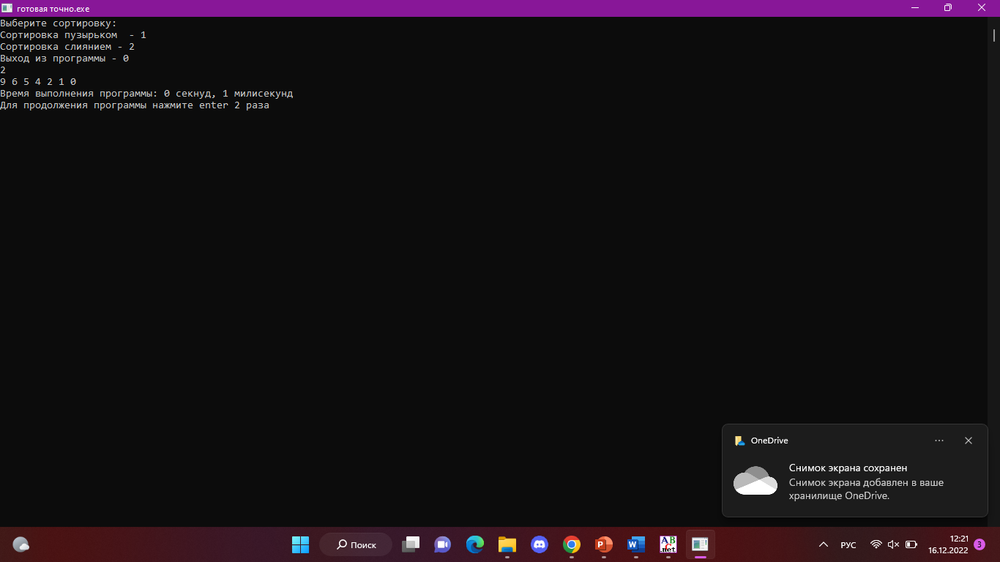 готовая точно.exe
Выберите сортировку:
Сортировка пузырьком  - 1
Сортировка слиянием - 2
Выход из программы - 0
2
9 6 5 4 2 1 0
Время выполнения программы: 0 секнуд, 1 милисекунд
Для продолжения программы нажмите enter 2 раза
OneDrive
Снимок экрана сохранен
Снимок экрана добавлен в ваше
хранилище OneDrive.
Поиск
P
W
ABC
.net
РУС
12:21
16.12.2022
3